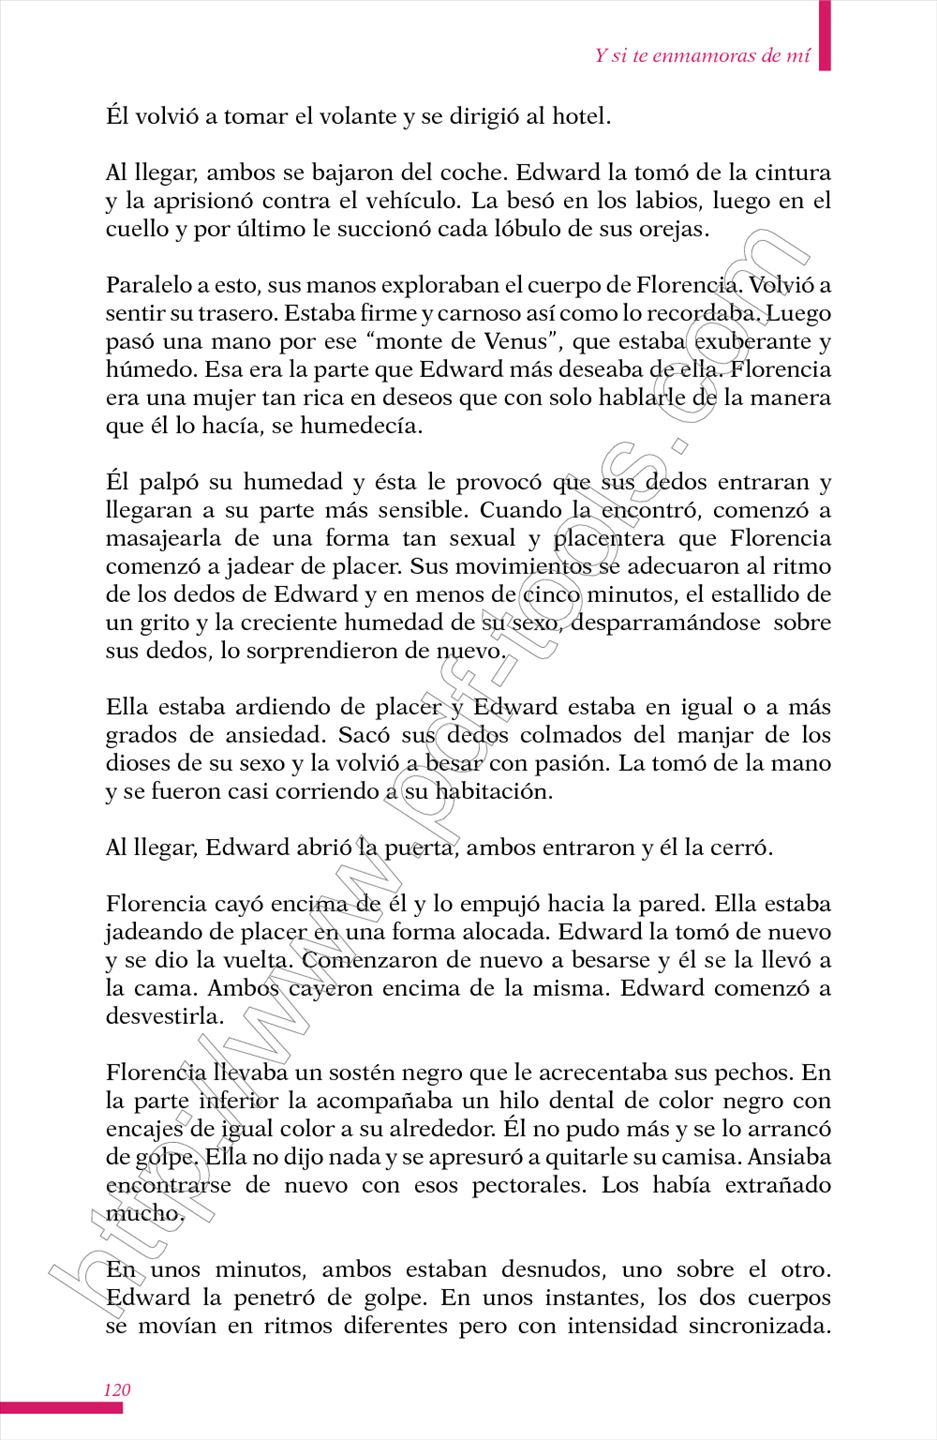 Y si te enmamoras de mí
Él volvió a tomar el volante y se dirigió al hotel.
Al llegar, ambos se bajaron del coche. Edward la tomó de la cintura
y la aprisionó contra el vehículo. La besó en los labios, luego en el
cuello y por último le succionó cada lóbulo de sus orejas.
Paralelo a esto, sus manos exploraban el cuerpo de Florencia. Volvió a
sentir su trasero. Estaba firme y carnoso así como lo recordaba. Luego
pasó una mano por ese “monte de Venus”, que estaba exuberante y
húmedo. Esa era la parte que Edward más deseaba de ella. Florencia
era una mujer tan rica en deseos que con solo hablarle de la manera
que él lo hacía, se humedecía.
Él palpó su humedad y ésta le provocó que sus dedos entraran y
llegaran a su parte más sensible. Cuando la encontró, comenzó a
masajearla de una forma tan sexual y placentera que Florencia
comenzó a jadear de placer. Sus movimientos se adecuaron al ritmo
de los dedos de Edward y en menos de cinco minutos, el estallido de
un grito y la creciente humedad de su sexo, desparramándose  sobre
sus dedos, lo sorprendieron de nuevo.
Ella estaba ardiendo de placer y Edward estaba en igual o a más
grados de ansiedad. Sacó sus dedos colmados del manjar de los
dioses de su sexo y la volvió a besar con pasión. La tomó de la mano
y se fueron casi corriendo a su habitación.
Al llegar, Edward abrió la puerta, ambos entraron y él la cerró.
Florencia cayó encima de él y lo empujó hacia la pared. Ella estaba
jadeando de placer en una forma alocada. Edward la tomó de nuevo
y se dio la vuelta. Comenzaron de nuevo a besarse y él se la llevó a
la cama. Ambos cayeron encima de la misma. Edward comenzó a
desvestirla.
Florencia llevaba un sostén negro que le acrecentaba sus pechos. En
la parte inferior la acompañaba un hilo dental de color negro con
encajes de igual color a su alrededor. Él no pudo más y se lo arrancó
de golpe. Ella no dijo nada y se apresuró a quitarle su camisa. Ansiaba
encontrarse de nuevo con esos pectorales. Los había extrañado
mucho.
En unos minutos, ambos estaban desnudos, uno sobre el otro.
Edward la penetró de golpe. En unos instantes, los dos cuerpos
se movían en ritmos diferentes pero con intensidad sincronizada.
120
http://www.pdf-tools.com